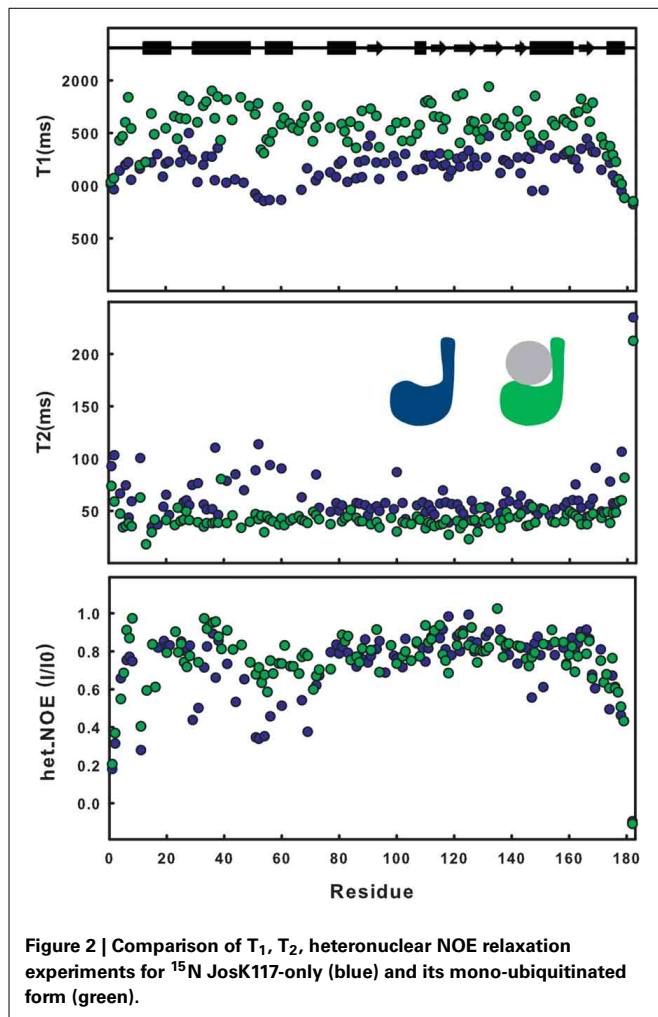 2000
500
000
500
T1(ms)
200
150
100
50
T2(ms)
1.0
0.8
0.6
0.4
0.2
0.0
het.NOE (I/I0)
0 20 40 60 80 100 120 140 160 180
Residue
Figure 2 | Comparison of T₁, T₂, heteronuclear NOE relaxation
experiments for ¹⁵N JosK117-only (blue) and its mono-ubiquitinated
form (green).